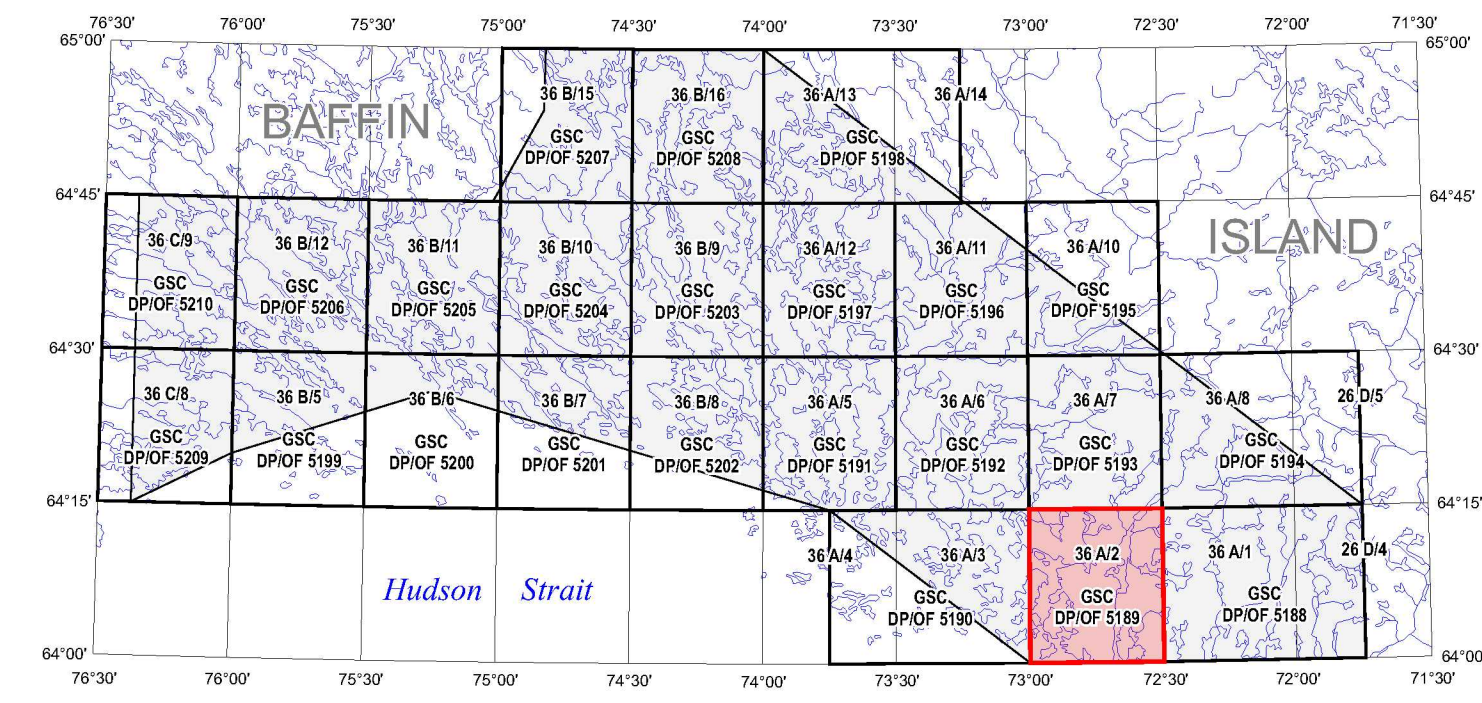 76°30' 76°00' 75°30' 75°00' 74°30' 74°00' 73°30' 73°00' 72°30' 72°00' 71°30'
65°00' 65°00'
BAFFIN
36 B/15 36 B/16 36 A/13 36 A/14
GSC GSC GSC
DP/OF 5207 DP/OF 5208 DP/OF 5198
64°45' 64°45'
ISLAND
36 C/9 36 B/12 36 B/11 36 B/10 36 B/9 36 A/12 36 A/11 36 A/10
GSC GSC GSC GSC GSC GSC GSC GSC
DP/OF 5210 DP/OF 5206 DP/OF 5205 DP/OF 5204 DP/OF 5203 DP/OF 5197 DP/OF 5196 DP/OF 5195
64°30' 64°30'
36 C/8 36 B/5 36 B/6 36 B/7 36 B/8 36 A/5 36 A/6 36 A/7 36 A/8 26 D/5
GSC GSC GSC GSC GSC GSC GSC GSC GSC
DP/OF 5209 DP/OF 5199 DP/OF 5200 DP/OF 5201 DP/OF 5202 DP/OF 5191 DP/OF 5192 DP/OF 5193 DP/OF 5194
64°15' 64°15'
36 A/4 36 A/3 36 A/2 36 A/1 26 D/4
Hudson Strait
GSC GSC GSC
DP/OF 5190 DP/OF 5189 DP/OF 5188
64°00' 64°00'
76°30' 76°00' 75°30' 75°00' 74°30' 74°00' 73°30' 73°00' 72°30' 72°00' 71°30'